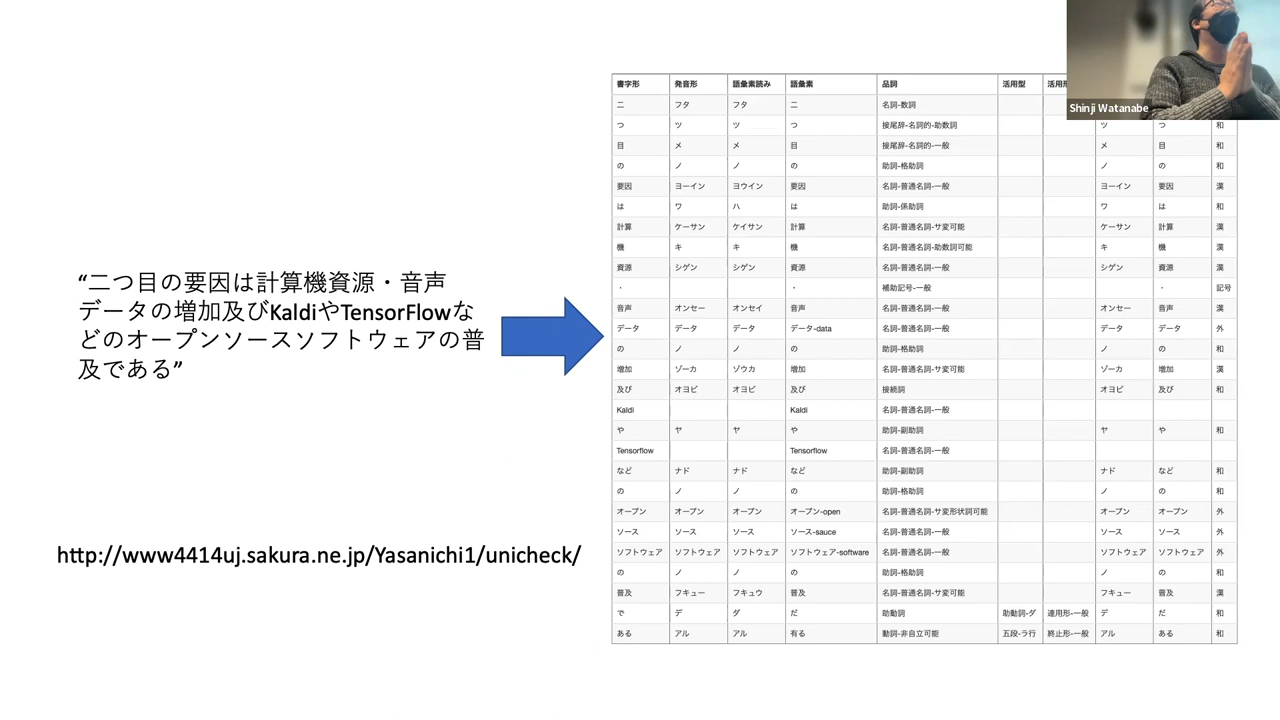 Shinji Watanabe
“二つ目の要因は計算機資源・音声
データの増加及びKaldiやTensorFlowな
どのオープンソースソフトウェアの普
及である”
http://www4414uj.sakura.ne.jp/Yasanichi1/unicheck/
書字形 発音形 語彙素読み 語彙素 品詞 活用型 活用形
二 フタ フタ 二 名詞-数詞
つ ツ ツ つ 接尾辞-名詞的-助数詞 ツ つ 和
目 メ メ 目 接尾辞-名詞的-一般 メ 目 和
の ノ ノ の 助詞-格助詞 ノ の 和
要因 ヨーイン ヨウイン 要因 名詞-普通名詞-一般 ヨーイン 要因 漢
は ワ ハ は 助詞-係助詞 ワ は 和
計算 ケーサン ケイサン 計算 名詞-普通名詞-サ変可能 ケーサン 計算 漢
機 キ キ 機 名詞-普通名詞-助数詞可能 キ 機 漢
資源 シゲン シゲン 資源 名詞-普通名詞-一般 シゲン 資源 漢
・ ・ 補助記号-一般 ・ 記号
音声 オンセー オンセイ 音声 名詞-普通名詞-一般 オンセー 音声 漢
データ データ データ データ-data 名詞-普通名詞-一般 データ データ 外
の ノ ノ の 助詞-格助詞 ノ の 和
増加 ゾーカ ゾウカ 増加 名詞-普通名詞-サ変可能 ゾーカ 増加 漢
及び オヨビ オヨビ 及び 接続詞 オヨビ 及び 和
Kaldi Kaldi 名詞-普通名詞-一般
や ヤ ヤ や 助詞-副助詞 ヤ や 和
Tensorflow Tensorflow 名詞-普通名詞-一般
など ナド ナド など 助詞-副助詞 ナド など 和
の ノ ノ の 助詞-格助詞 ノ の 和
オープン オープン オープン オープン-open 名詞-普通名詞-サ変形状詞可能 オープン オープン 外
ソース ソース ソース ソース-sauce 名詞-普通名詞-一般 ソース ソース 外
ソフトウェア ソフトウェア ソフトウェア ソフトウェア-software 名詞-普通名詞-一般 ソフトウェア ソフトウェア 外
の ノ ノ の 助詞-格助詞 ノ の 和
普及 フキュー フキュウ 普及 名詞-普通名詞-サ変可能 フキュー 普及 漢
で デ ダ だ 助動詞 助動詞-ダ 連用形-一般 デ だ 和
ある アル アル 有る 動詞-非自立可能 五段-ラ行 終止形-一般 アル ある 和